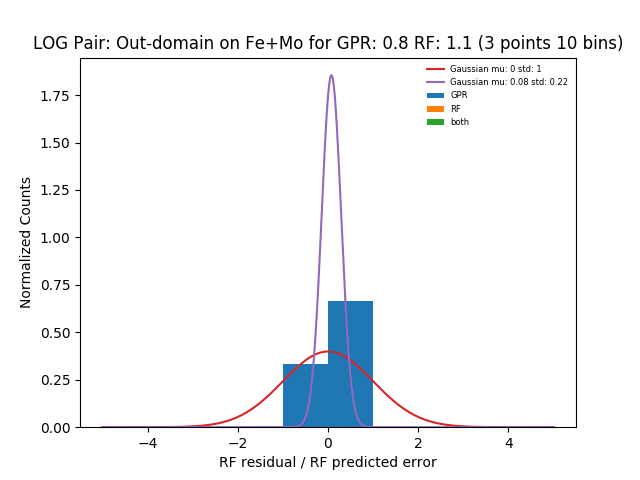 LOG Pair: Out-domain on Fe+Mo for GPR: 0.8 RF: 1.1 (3 points 10 bins)
Gaussian mu: 0 std: 1
Gaussian mu: 0.08 std: 0.22
GPR
RF
both
Normalized Counts
1.75
1.50
1.25
1.00
0.75
0.50
0.25
0.00
−4
−2
0
2
4
RF residual / RF predicted error